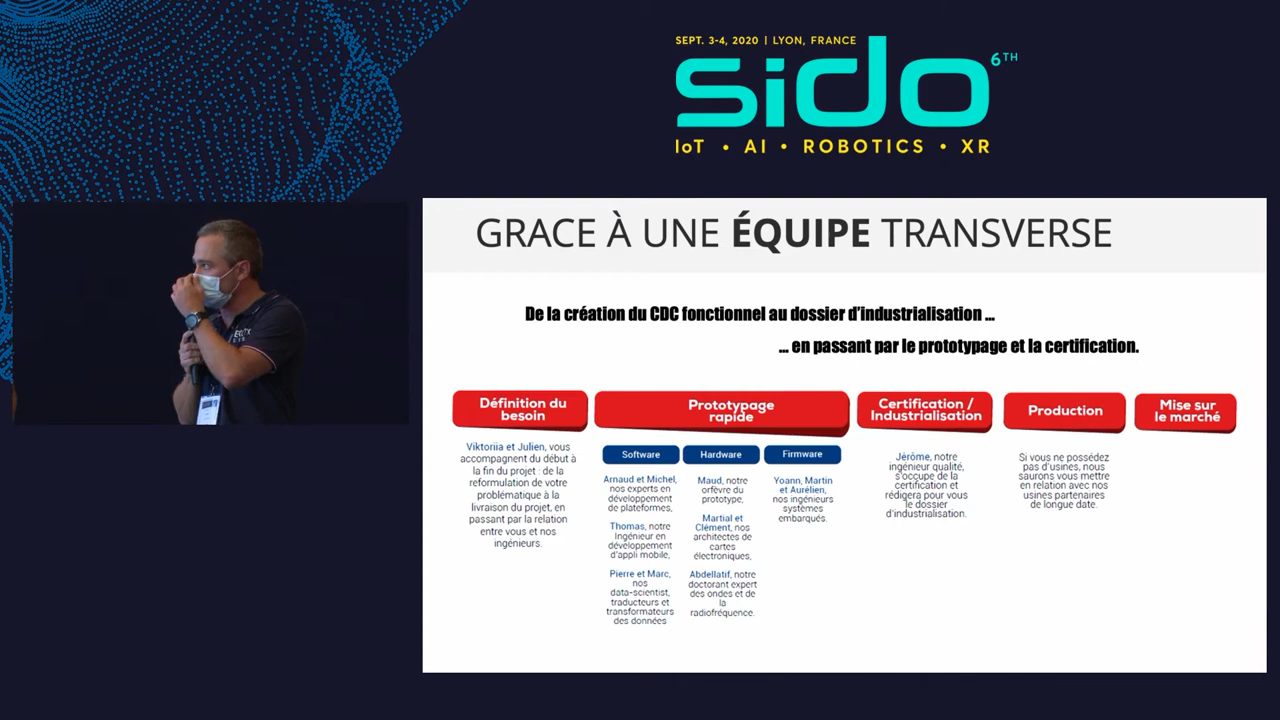 SEPT. 3-4, 2020 | LYON, FRANCE
sido 6TH
IoT • AI • ROBOTICS • XR
GRACE À UNE ÉQUIPE TRANSVERSE
De la création du CDC fonctionnel au dossier d'industrialisation ...
... en passant par le prototypage et la certification.
Définition du
besoin
Viktoriia et Julien, vous
accompagnent du début à
la fin du projet : de la
reformulation de votre
problématique à la
livraison du projet, en
passant par la relation
entre vous et nos
ingénieurs.
Prototypage
rapide
Software
Arnaud et Michel,
nos experts en
développement
de plateformes,
Thomas, notre
Ingénieur en
développement
d'appli mobile,
Pierre et Marc,
nos
data-scientist,
traducteurs et
transformateurs
des données
Hardware
Maud, notre
orfèvre du
prototype,
Martial et
Clément, nos
architectes de
cartes
électroniques,
Abdellatif, notre
doctorant expert
des ondes et de
la
radiofréquence.
Firmware
Yoann, Martin
et Aurélien,
nos ingénieurs
systèmes
embarqués.
Certification /
Industrialisation
Jérôme, notre
ingénieur qualité,
s'occupe de la
certification et
rédigera pour vous
le dossier
d'industrialisation.
Production
Si vous ne possédez
pas d'usines, nous
saurons vous mettre
en relation avec nos
usines partenaires
de longue date.
Mise sur
le marché